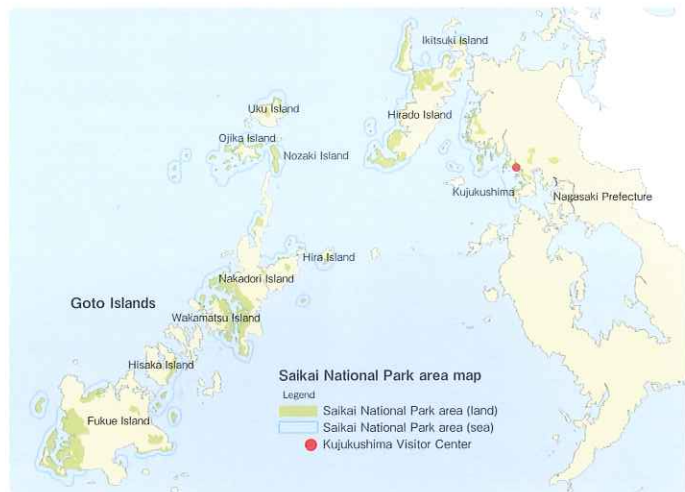 Ikitsuki Island
Uku Island
Hirado Island
Ojika Island
Nozaki Island
Kujukushima
Nagasaki Prefecture
Hira Island
Nakadori Island
Goto Islands
Wakamatsu Island
Hisaka Island
Fukue Island
Saikai National Park area map
Legend
Saikai National Park area (land)
Saikai National Park area (sea)
Kujukushima Visitor Center